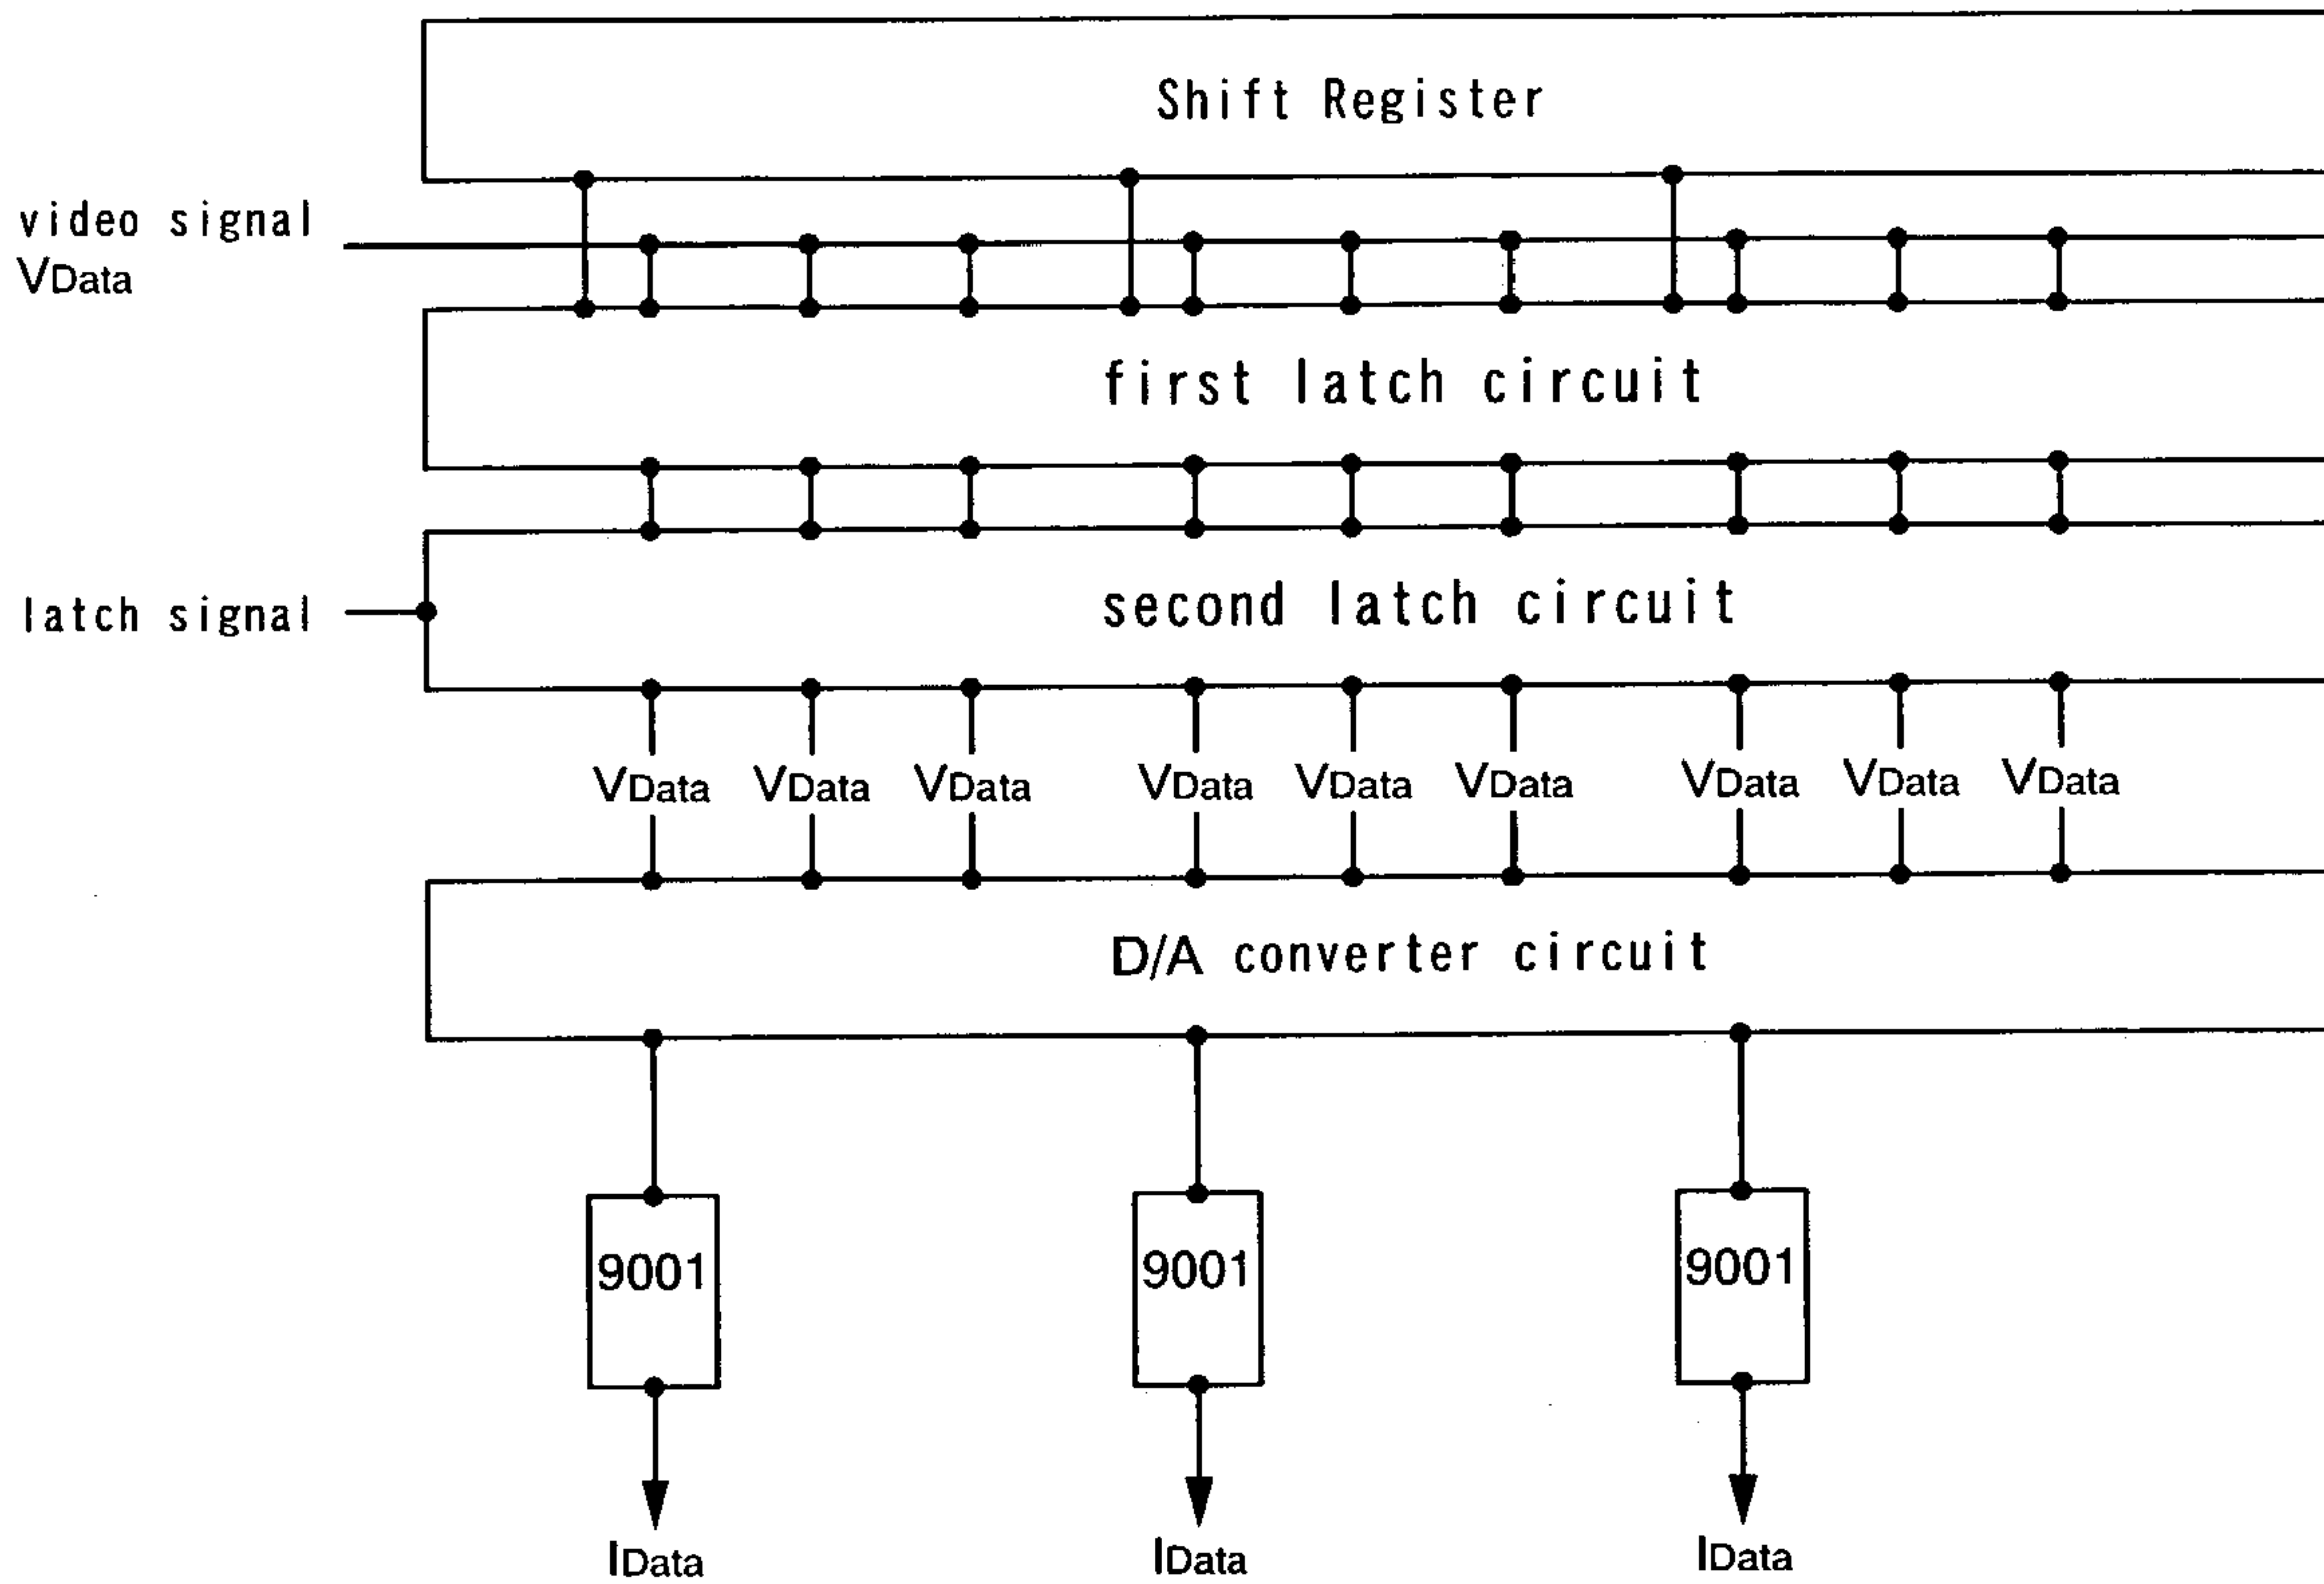 Shift Register
video signal
VData
first latch circuit
second latch circuit
latch signal
VData VData VData VData VData VData VData VData VData
D/A converter circuit
9001 9001 9001
IData IData IData